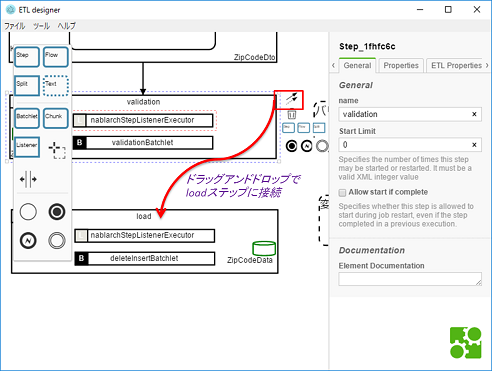 ETL designer
ファイル ツール ヘルプ
Step Flow
Split Text
Batchlet Chunk
Listener
ZipCodeDto
validation
nablarchStepListenerExecutor
B validationBatchlet
ドラッグアンドドロップで
loadステップに接続
load
nablarchStepListenerExecutor
B deleteInsertBatchlet
ZipCodeData
Step_1fhfc6c
General Properties ETL Properties
General
name
validation
Start Limit
0
Specifies the number of times this step
may be started or restarted. It must be a
valid XML integer value
Allow start if complete
Specifies whether this step is allowed to
start during job restart, even if the step
completed in a previous execution.
Documentation
Element Documentation